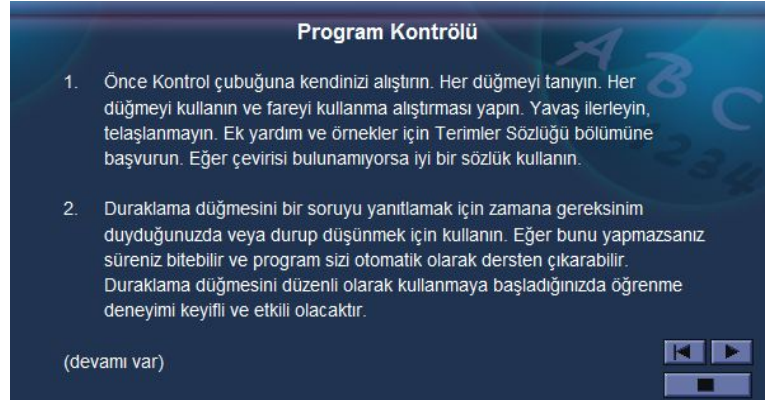 Program Kontrolü
1. Önce Kontrol çubuğuna kendinizi alıştırın. Her düğmeyi tanıyın. Her
düğmeyi kullanın ve fareyi kullanma alıştırması yapın. Yavaş ilerleyin,
telaşlanmayın. Ek yardım ve örnekler için Terimler Sözlüğü bölümüne
başvurun. Eğer çevirisi bulunamıyorsa iyi bir sözlük kullanın.
2. Duraklama düğmesini bir soruyu yanıtlamak için zamana gereksinim
duyduğunuzda veya durup düşünmek için kullanın. Eğer bunu yapmazsanız
süreniz bitebilir ve program sizi otomatik olarak dersten çıkarabilir.
Duraklama düğmesini düzenli olarak kullanmaya başladığınızda öğrenme
deneyimi keyifli ve etkili olacaktır.
(devamı var)
A B C
1234